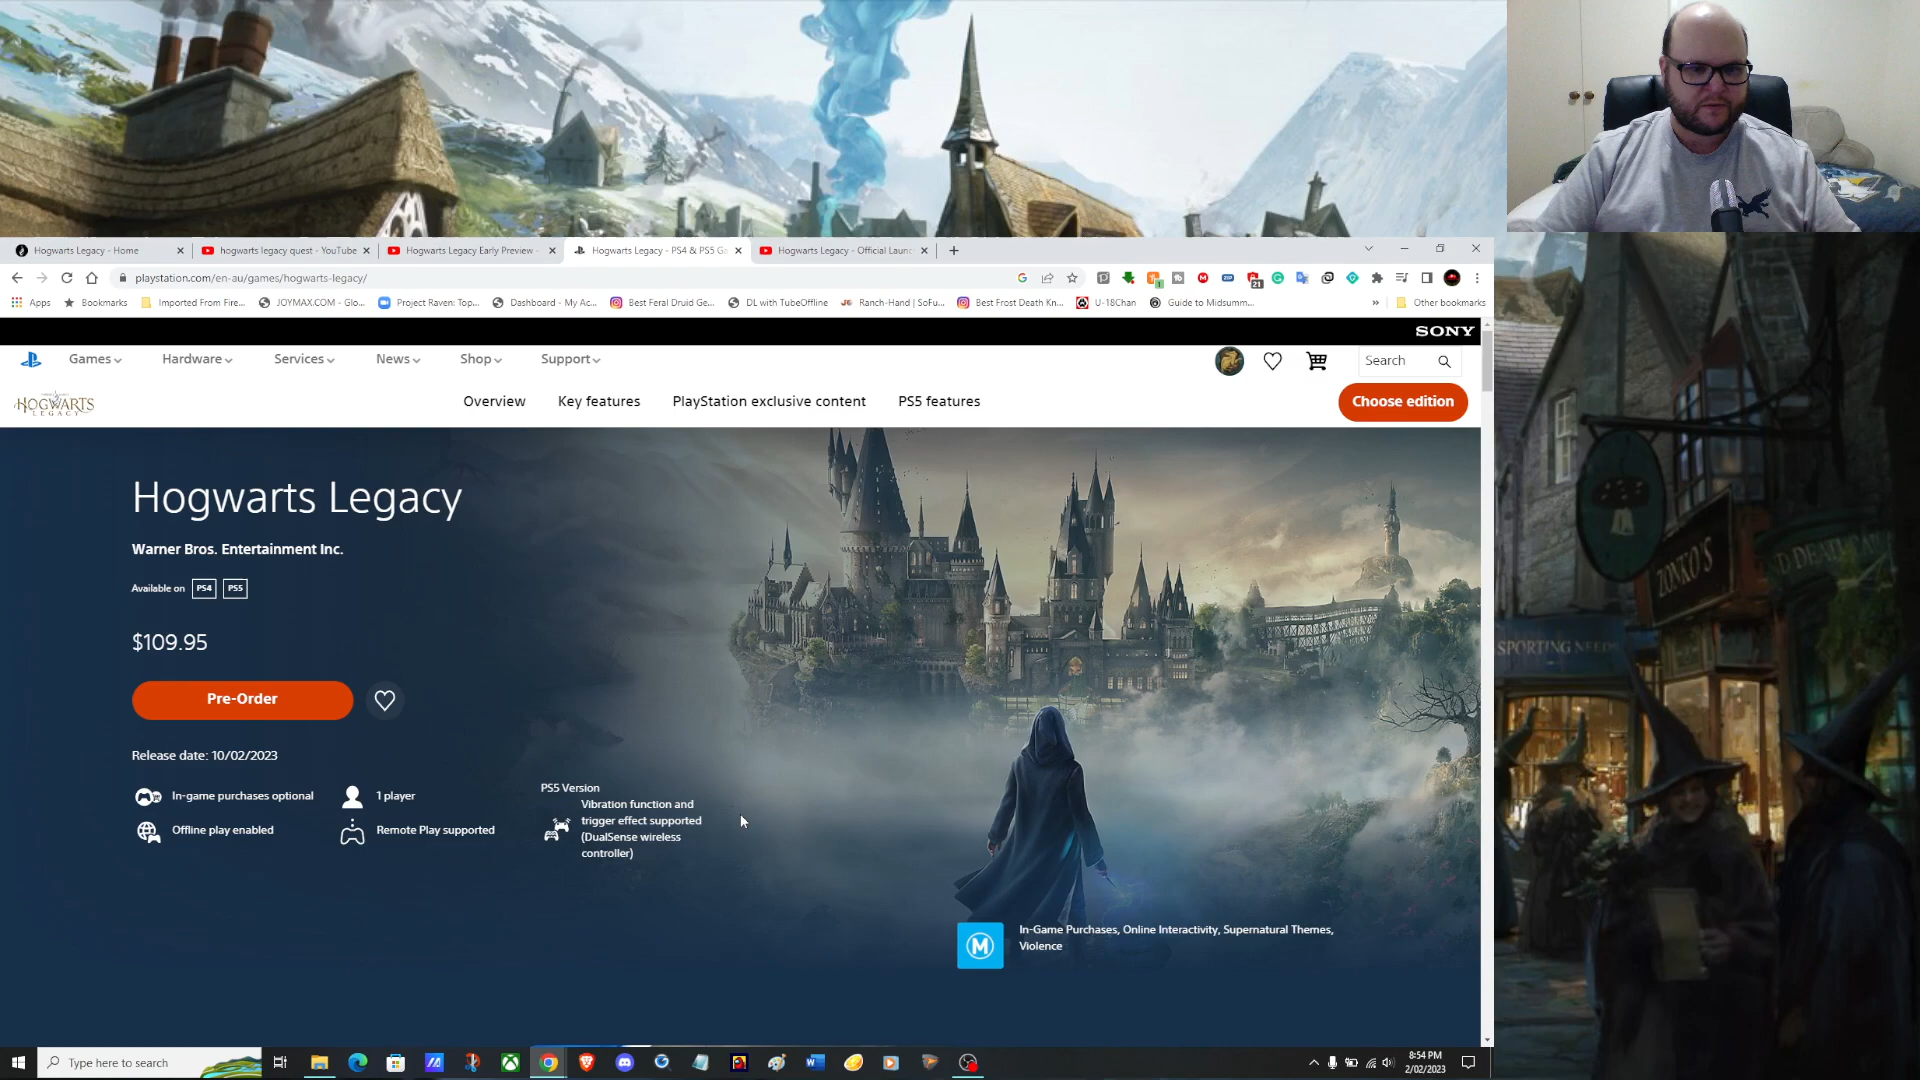 Hogwarts Legacy - Home
hogwarts legacy quest - YouTube
Hogwarts Legacy Early Preview -
Hogwarts Legacy - PS4 & PS5 Ga
Hogwarts Legacy - Official Launc
playstation.com/en-au/games/hogwarts-legacy/
Apps
Bookmarks
Imported From Fire...
JOYMAX.COM - Glo...
Project Raven: Top...
Dashboard - My Ac...
Best Feral Druid Ge...
DL with TubeOffline
Ranch-Hand | SoFu...
Best Frost Death Kn...
U-18Chan
Guide to Midsumm...
Other bookmarks
SONY
Games
Hardware
Services
News
Shop
Support
Search
HOGWARTS
LEGACY
Overview
Key features
PlayStation exclusive content
PS5 features
Choose edition
Hogwarts Legacy
Warner Bros. Entertainment Inc.
Available on PS4 PS5
$109.95
Pre-Order
Release date: 10/02/2023
In-game purchases optional
1 player
Offline play enabled
Remote Play supported
PS5 Version
Vibration function and
trigger effect supported
(DualSense wireless
controller)
M
In-Game Purchases, Online Interactivity, Supernatural Themes,
Violence
ZONKO'S
SPORTING NEEDS
Type here to search
8:54 PM
2/02/2023